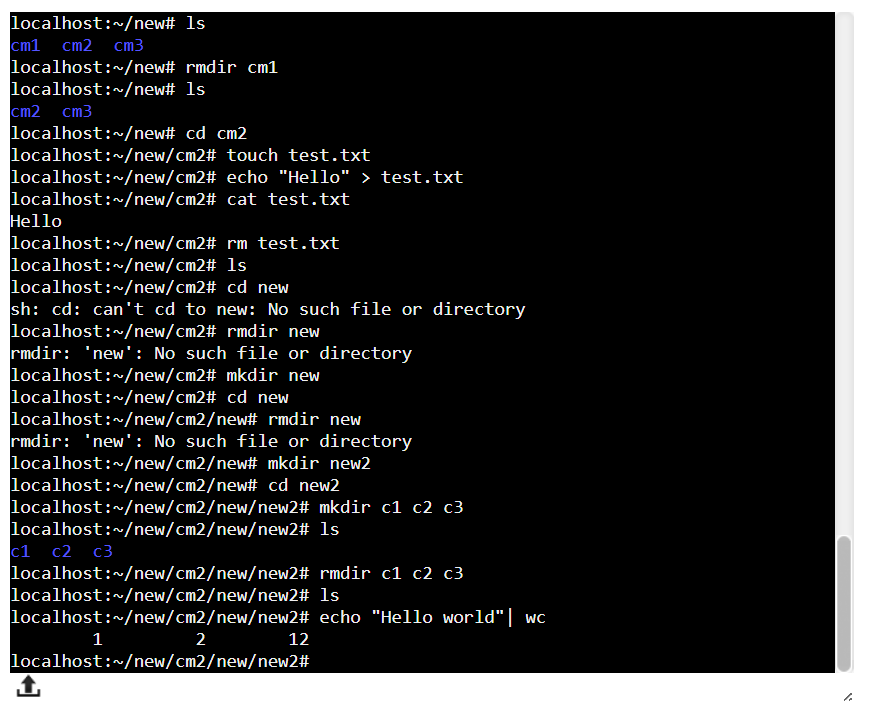 localhost:~/new# ls
cm1  cm2  cm3
localhost:~/new# rmdir cm1
localhost:~/new# ls
cm2  cm3
localhost:~/new# cd cm2
localhost:~/new/cm2# touch test.txt
localhost:~/new/cm2# echo "Hello" > test.txt
localhost:~/new/cm2# cat test.txt
Hello
localhost:~/new/cm2# rm test.txt
localhost:~/new/cm2# ls
localhost:~/new/cm2# cd new
sh: cd: can't cd to new: No such file or directory
localhost:~/new/cm2# rmdir new
rmdir: 'new': No such file or directory
localhost:~/new/cm2# mkdir new
localhost:~/new/cm2# cd new
localhost:~/new/cm2/new# rmdir new
rmdir: 'new': No such file or directory
localhost:~/new/cm2/new# mkdir new2
localhost:~/new/cm2/new# cd new2
localhost:~/new/cm2/new/new2# mkdir c1 c2 c3
localhost:~/new/cm2/new/new2# ls
c1  c2  c3
localhost:~/new/cm2/new/new2# rmdir c1 c2 c3
localhost:~/new/cm2/new/new2# ls
localhost:~/new/cm2/new/new2# echo "Hello world"| wc
        1         2        12
localhost:~/new/cm2/new/new2#